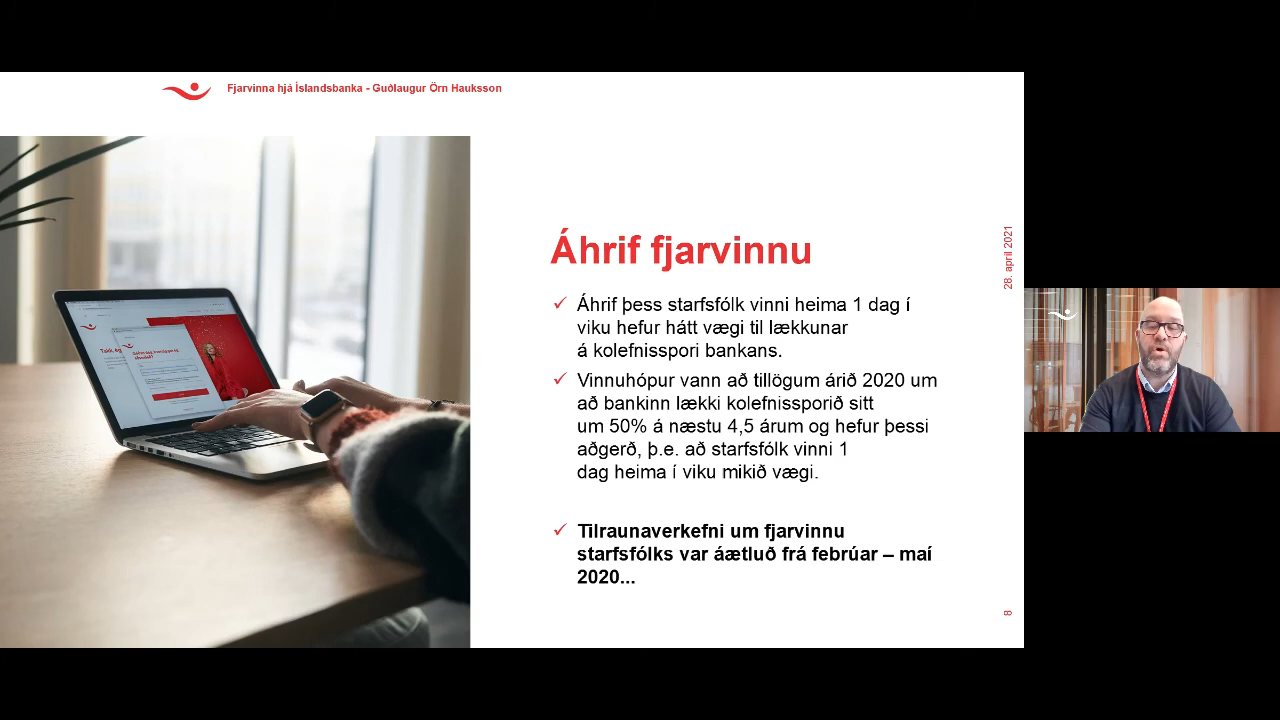 Fjarvinna hjá Íslandsbanka - Guðlaugur Örn Hauksson
Áhrif fjarvinnu
Áhrif þess starfsfólk vinni heima 1 dag í
viku hefur hátt vægi til lækkunar
á kolefnisspori bankans.
Vinnuhópur vann að tillögum árið 2020 um
að bankinn lækki kolefnissporið sitt
um 50% á næstu 4,5 árum og hefur þessi
aðgerð, þ.e. að starfsfólk vinni 1
dag heima í viku mikið vægi.
Tilraunaverkefni um fjarvinnu
starfsfólks var áætluð frá febrúar – maí
2020...
28. apríl 2021
8